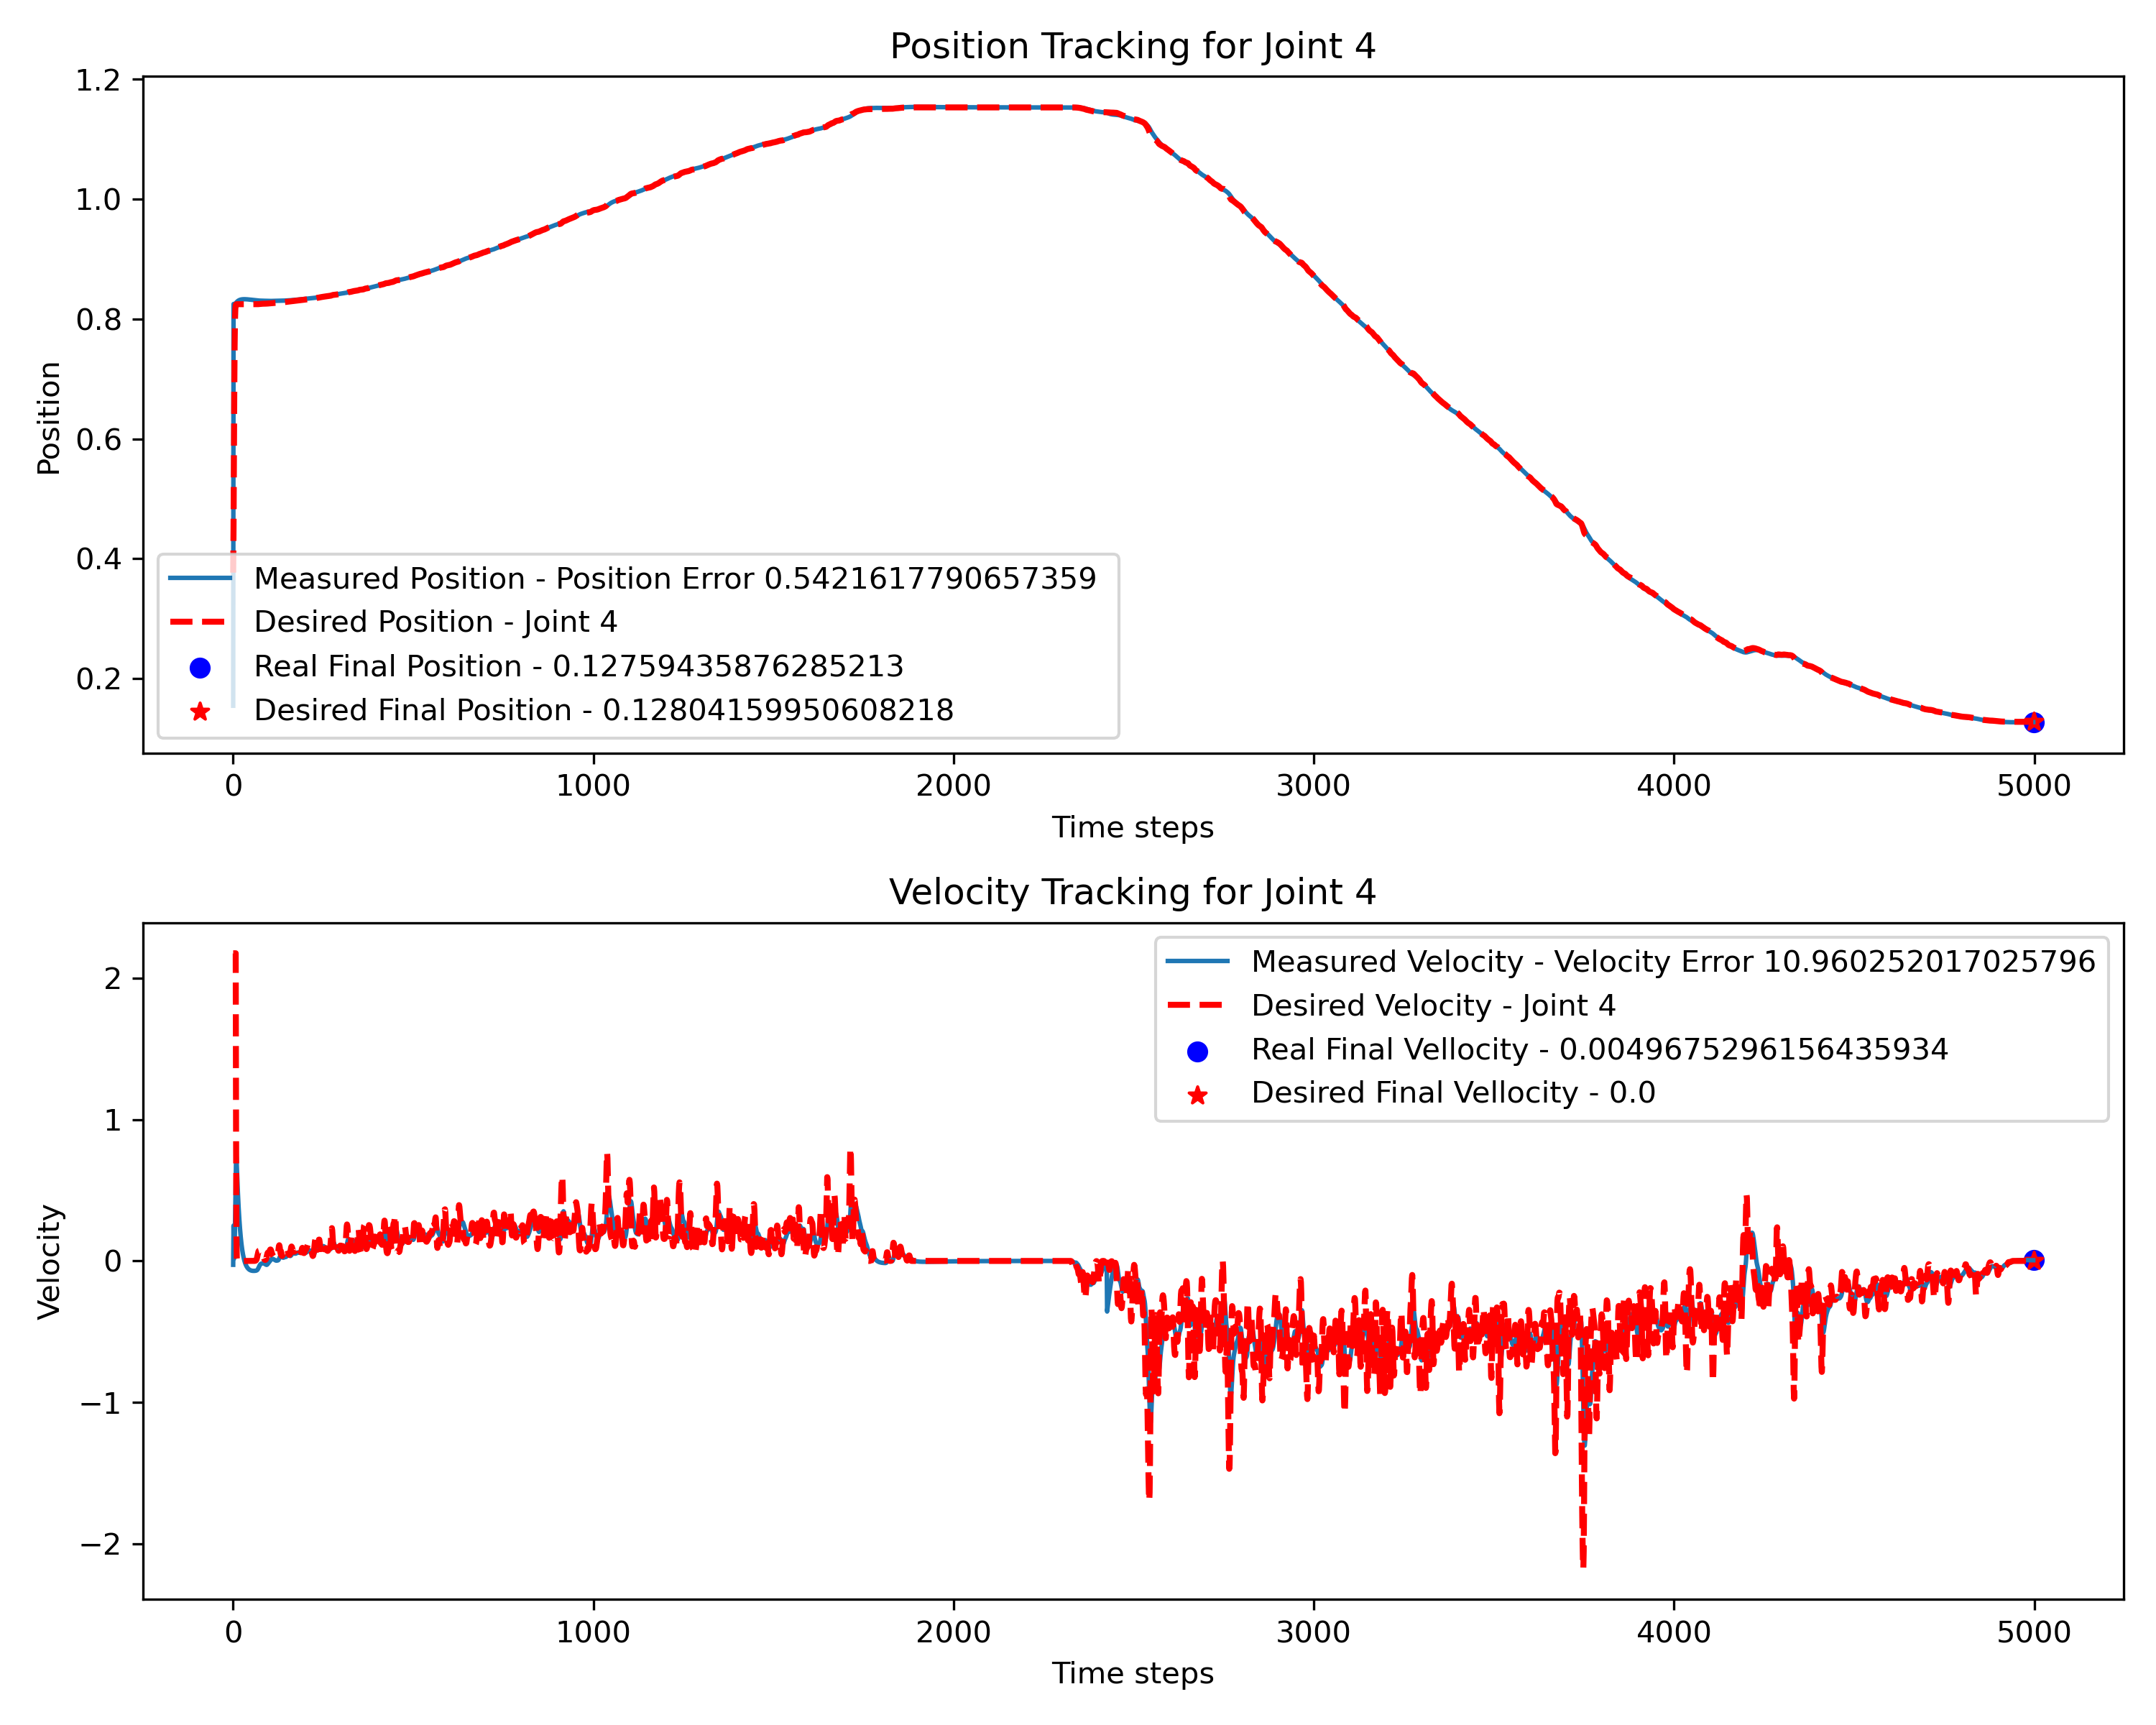 Position Tracking for Joint 4
1.2
1.0
0.8
0.6
0.4
0.2
Position
Measured Position - Position Error 0.5421617790657359
Desired Position - Joint 4
Real Final Position - 0.12759435876285213
Desired Final Position - 0.12804159950608218
0 1000 2000 3000 4000 5000
Time steps
Velocity Tracking for Joint 4
2
1
0
−1
−2
Velocity
Measured Velocity - Velocity Error 10.960252017025796
Desired Velocity - Joint 4
Real Final Vellocity - 0.0049675296156435934
Desired Final Vellocity - 0.0
0 1000 2000 3000 4000 5000
Time steps